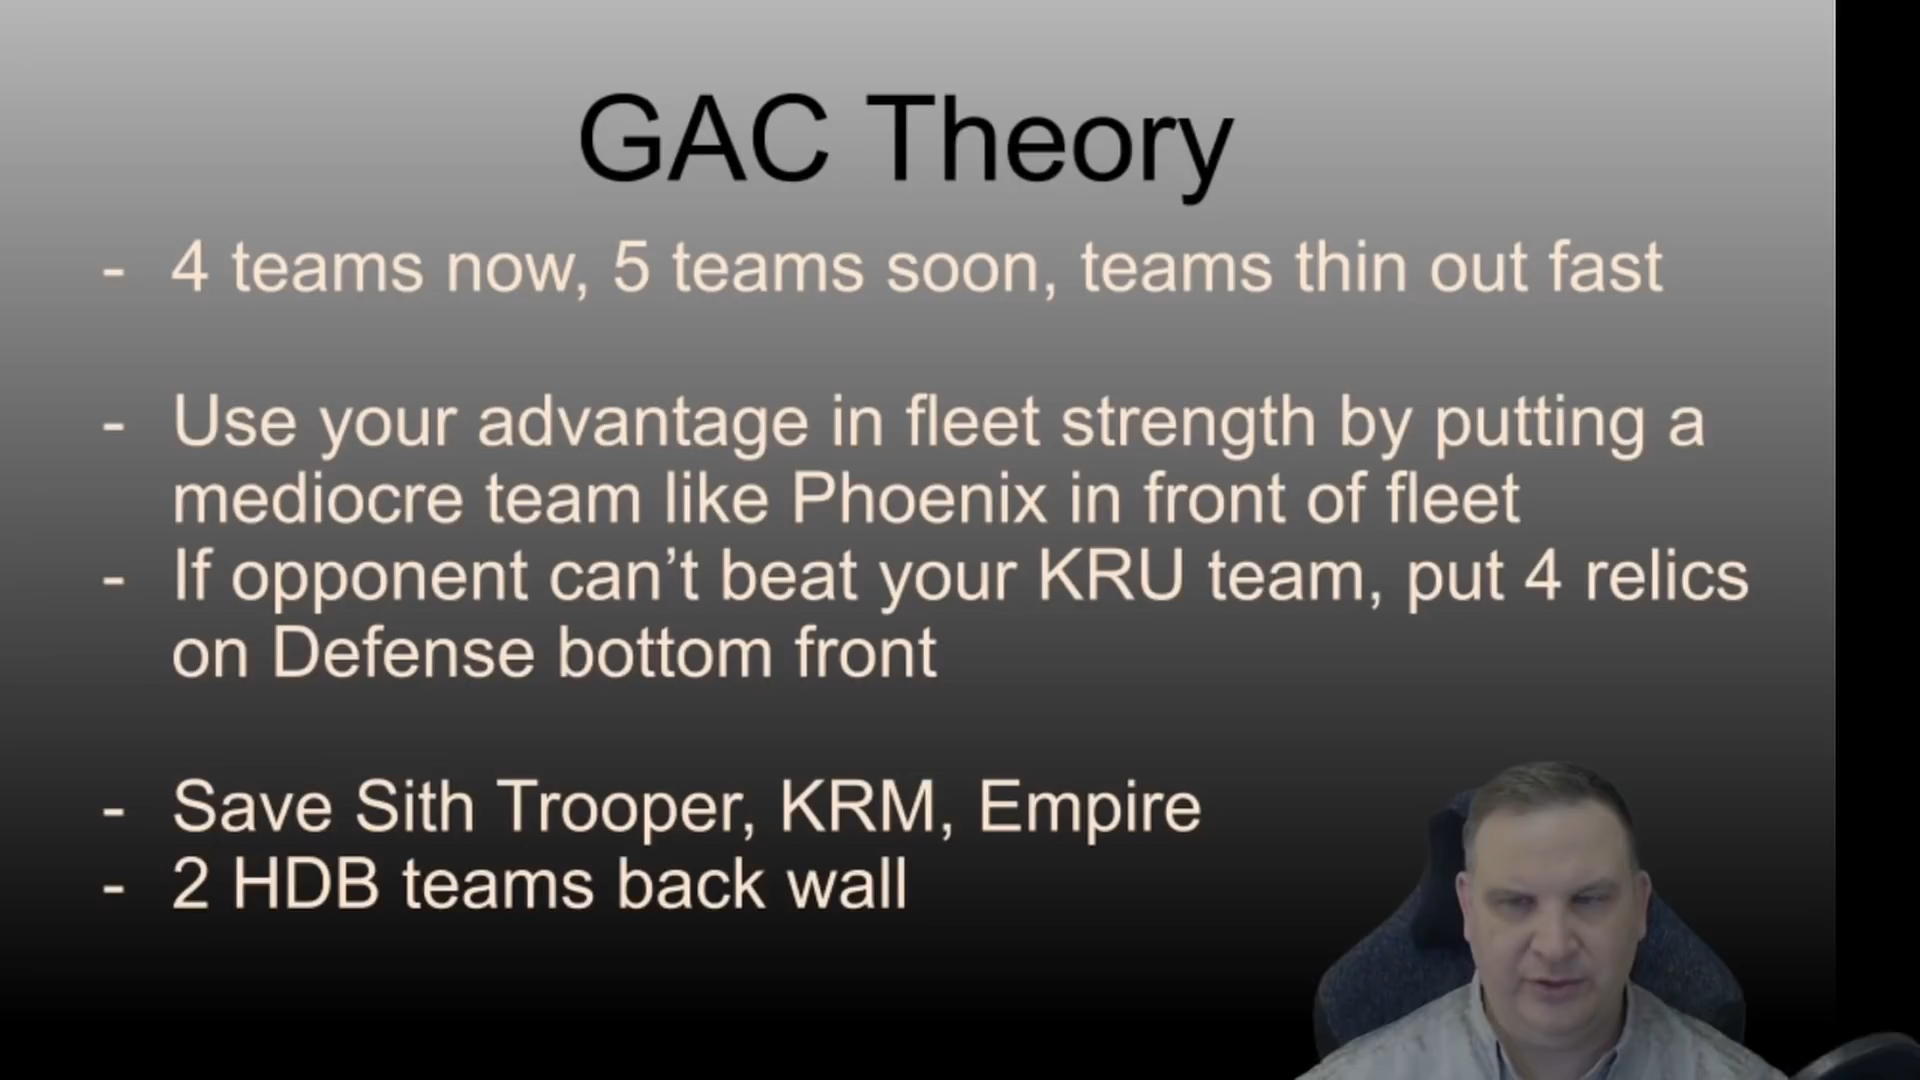 GAC Theory
- 4 teams now, 5 teams soon, teams thin out fast
- Use your advantage in fleet strength by putting a
mediocre team like Phoenix in front of fleet
- If opponent can’t beat your KRU team, put 4 relics
on Defense bottom front
- Save Sith Trooper, KRM, Empire
- 2 HDB teams back wall